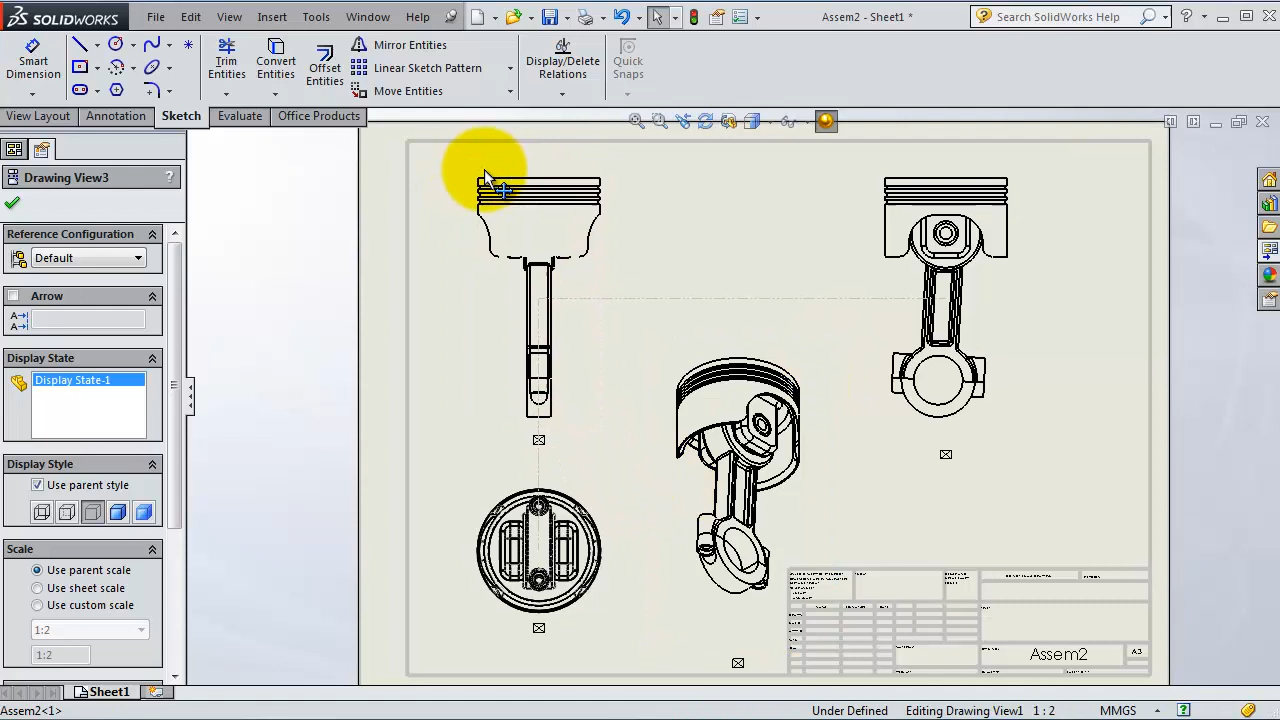 SOLIDWORKS File Edit View Insert Tools Window Help Assem2 - Sheet1 * Search SolidWorks Help
Smart Dimension
Trim Entities
Convert Entities
Offset Entities
Mirror Entities
Linear Sketch Pattern
Move Entities
Display/Delete Relations
Quick Snaps
View Layout Annotation Sketch Evaluate Office Products
Drawing View3 ?
Reference Configuration
Default
Arrow
Display State
Display State-1
Display Style
Use parent style
Scale
Use parent scale
Use sheet scale
Use custom scale
1:2
1:2
Assem2
A3
Sheet1
Assem2<1> Under Defined Editing Drawing View1 1 : 2 MMGS